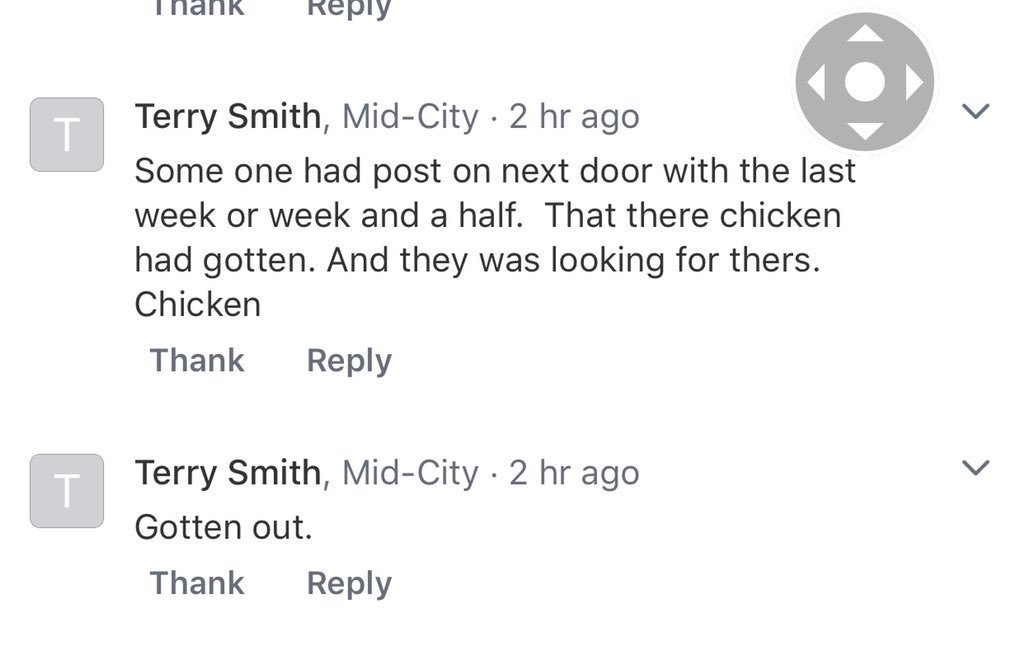 Thank Reply
T
Terry Smith, Mid-City · 2 hr ago
Some one had post on next door with the last
week or week and a half.  That there chicken
had gotten. And they was looking for thers.
Chicken
Thank Reply
T
Terry Smith, Mid-City · 2 hr ago
Gotten out.
Thank Reply